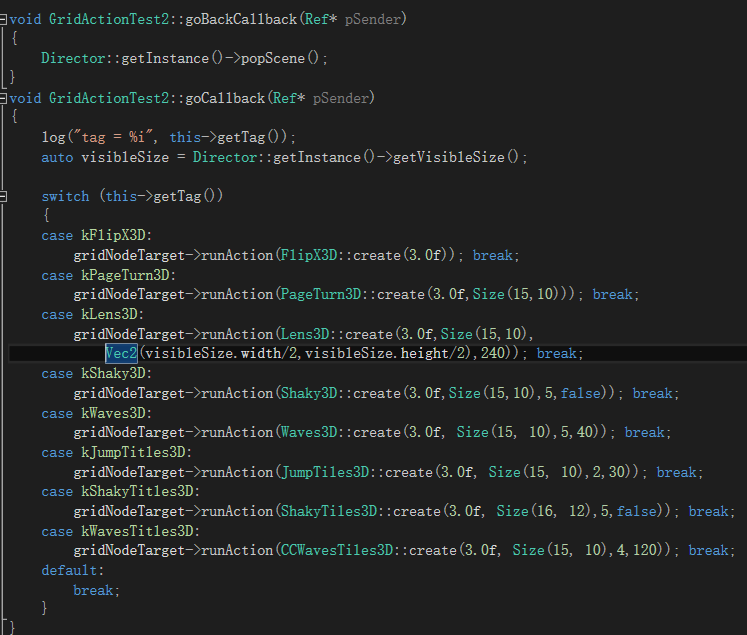 void GridActionTest2::goBackCallback(Ref* pSender)
{
    Director::getInstance()->popScene();
}
void GridActionTest2::goCallback(Ref* pSender)
{
    log("tag = %i", this->getTag());
    auto visibleSize = Director::getInstance()->getVisibleSize();

    switch (this->getTag())
    {
    case kFlipX3D:
        gridNodeTarget->runAction(FlipX3D::create(3.0f)); break;
    case kPageTurn3D:
        gridNodeTarget->runAction(PageTurn3D::create(3.0f,Size(15,10))); break;
    case kLens3D:
        gridNodeTarget->runAction(Lens3D::create(3.0f,Size(15,10),
            Vec2(visibleSize.width/2,visibleSize.height/2),240)); break;
    case kShaky3D:
        gridNodeTarget->runAction(Shaky3D::create(3.0f,Size(15,10),5,false)); break;
    case kWaves3D:
        gridNodeTarget->runAction(Waves3D::create(3.0f, Size(15, 10),5,40)); break;
    case kJumpTitles3D:
        gridNodeTarget->runAction(JumpTiles3D::create(3.0f, Size(15, 10),2,30)); break;
    case kShakyTitles3D:
        gridNodeTarget->runAction(ShakyTiles3D::create(3.0f, Size(16, 12),5,false)); break;
    case kWavesTitles3D:
        gridNodeTarget->runAction(CCWavesTiles3D::create(3.0f, Size(15, 10),4,120)); break;
    default:
        break;
    }
}